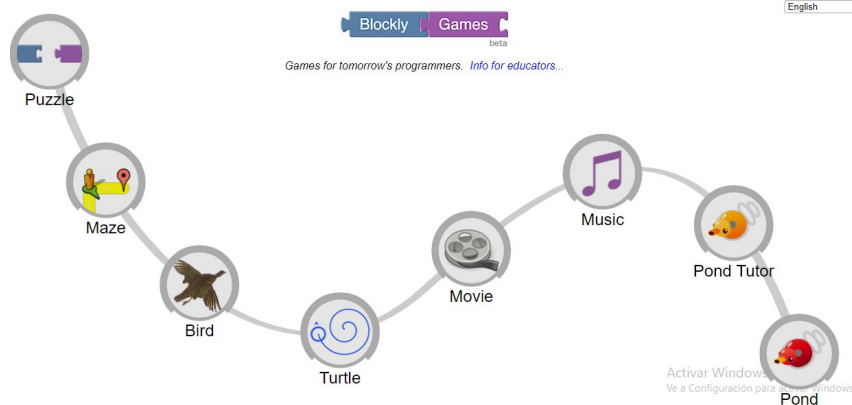 English
Blockly Games
beta
Games for tomorrow's programmers. Info for educators...
Puzzle
Maze
Bird
Turtle
Movie
Music
Pond Tutor
Pond
Activar Windows
Ve a Configuración para activar Windows